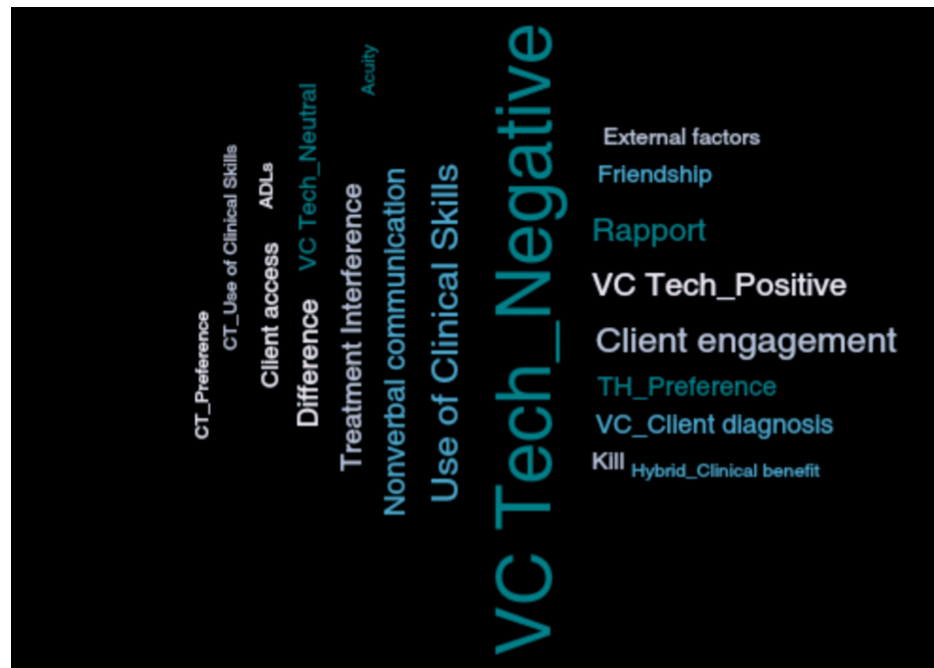 CT_Preference
CT_Use of Clinical Skills
Client access
ADLs
Difference
VC Tech_Neutral
Treatment Interference
Acuity
Nonverbal communication
Use of Clinical Skills
VC Tech_Negative
External factors
Friendship
Rapport
VC Tech_Positive
Client engagement
TH_Preference
VC_Client diagnosis
Kill
Hybrid_Clinical benefit